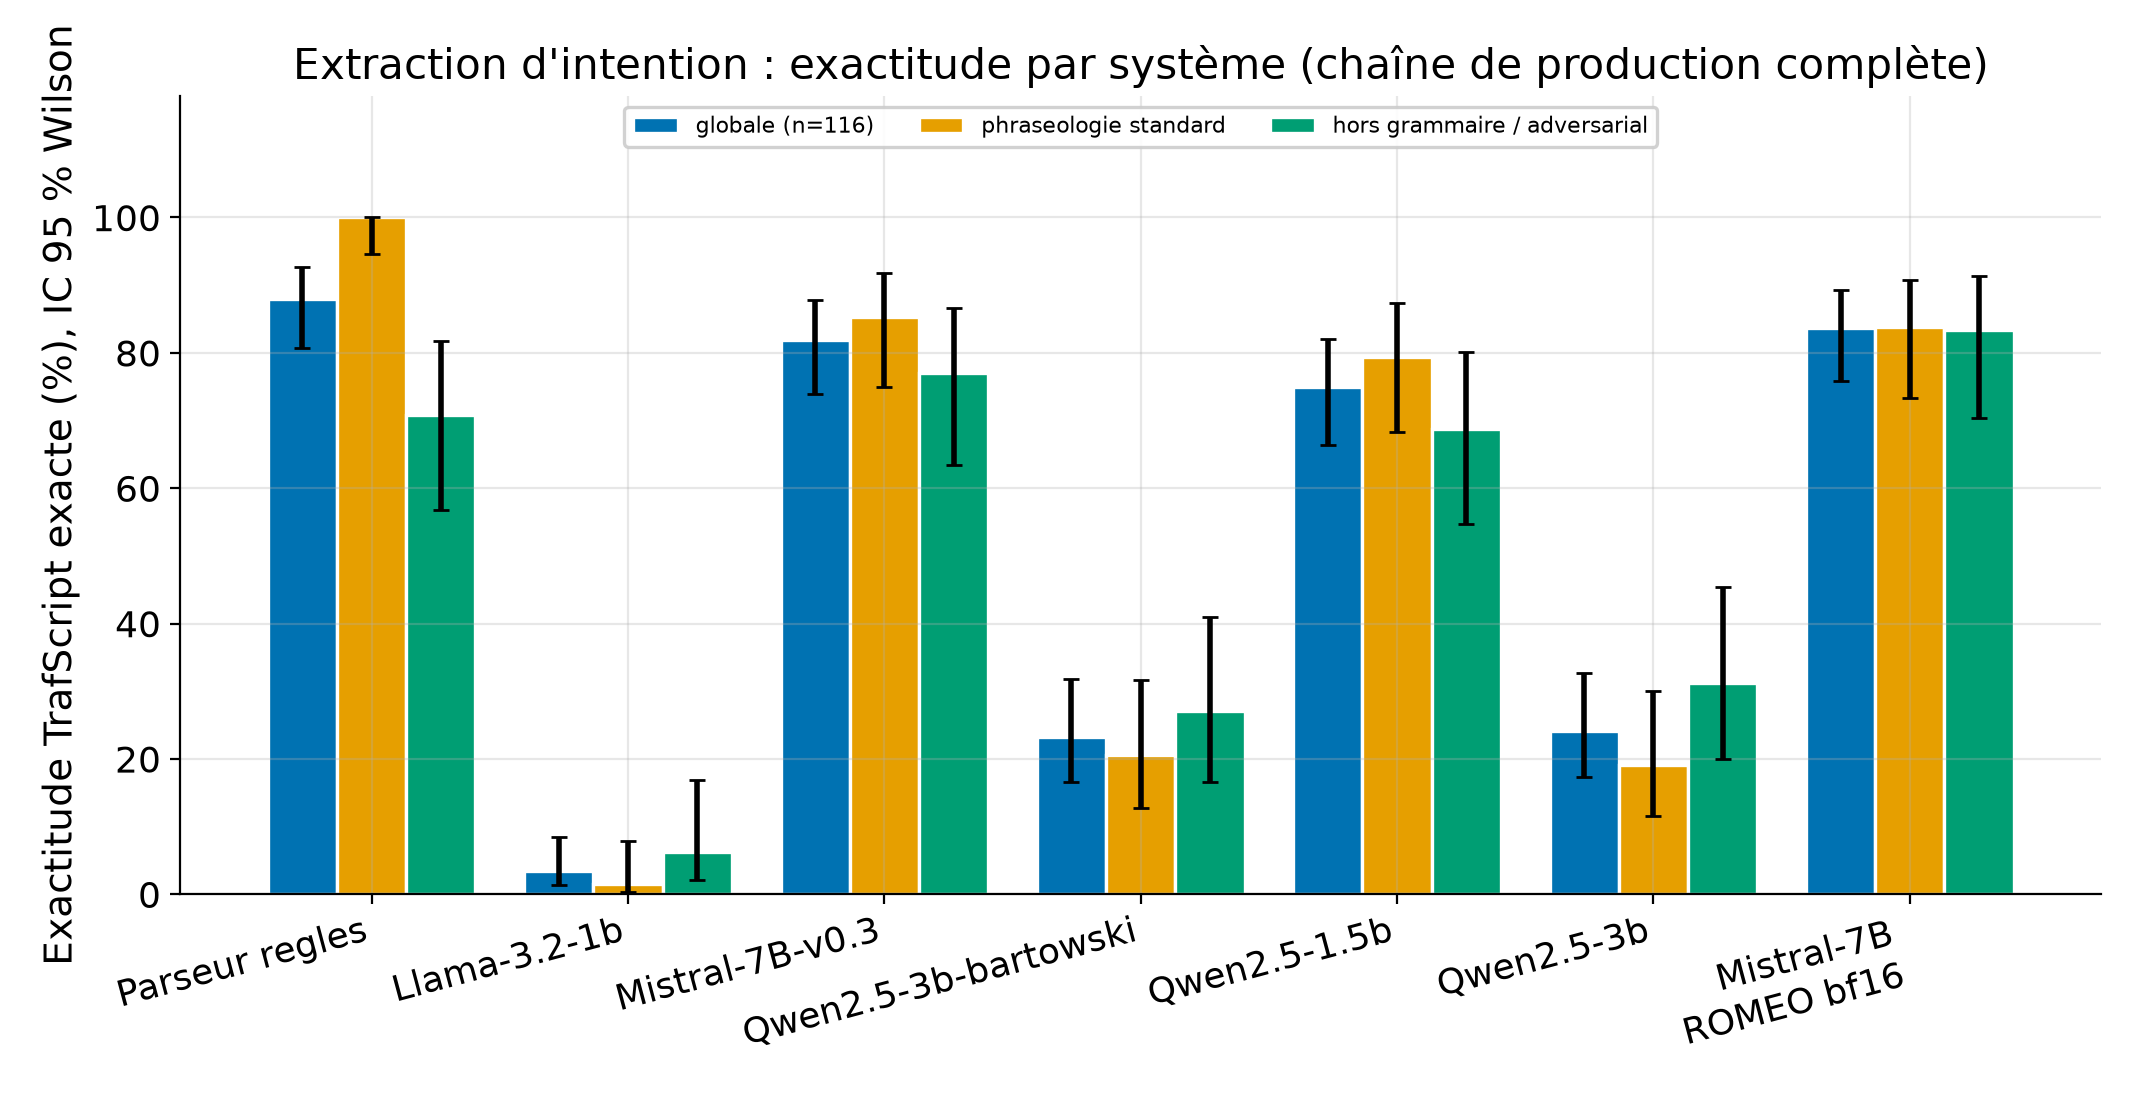 Extraction d'intention : exactitude par système (chaîne de production complète)
globale (n=116)
phraseologie standard
hors grammaire / adversarial
Exactitude TrafScript exacte (%), IC 95 % Wilson
100
80
60
40
20
0
Parseur regles
Llama-3.2-1b
Mistral-7B-v0.3
Qwen2.5-3b-bartowski
Qwen2.5-1.5b
Qwen2.5-3b
Mistral-7B
ROMEO bf16